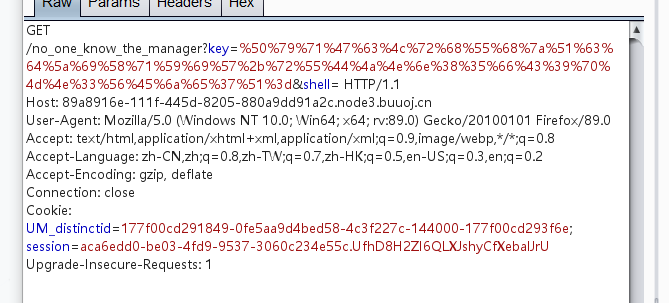 Raw Params Headers Hex
GET
/no_one_know_the_manager?key=%50%79%71%47%63%4c%72%68%55%68%7a%51%63%
64%5a%69%58%71%59%69%57%2b%72%55%44%4a%4e%6e%38%35%66%43%39%70%
4d%4e%33%56%45%6a%65%37%51%3d&shell= HTTP/1.1
Host: 89a8916e-111f-445d-8205-880a9dd91a2c.node3.buuoj.cn
User-Agent: Mozilla/5.0 (Windows NT 10.0; Win64; x64; rv:89.0) Gecko/20100101 Firefox/89.0
Accept: text/html,application/xhtml+xml,application/xml;q=0.9,image/webp,*/*;q=0.8
Accept-Language: zh-CN,zh;q=0.8,zh-TW;q=0.7,zh-HK;q=0.5,en-US;q=0.3,en;q=0.2
Accept-Encoding: gzip, deflate
Connection: close
Cookie:
UM_distinctid=177f00cd291849-0fe5aa9d4bed58-4c3f227c-144000-177f00cd293f6e;
session=aca6edd0-be03-4fd9-9537-3060c234e55c.UfhD8H2ZI6QLXJshyCfXebaIJrU
Upgrade-Insecure-Requests: 1